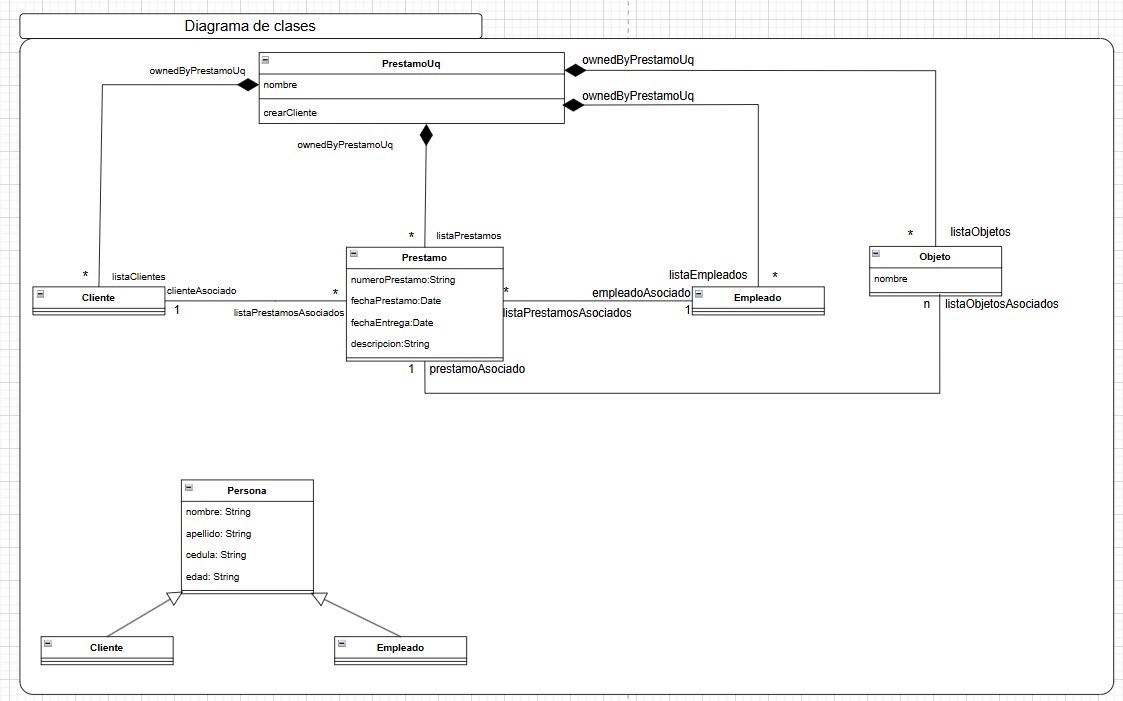 Diagrama de clases
PrestamoUq
nombre
crearCliente
ownedByPrestamoUq
ownedByPrestamoUq
ownedByPrestamoUq
ownedByPrestamoUq
* listaClientes
* listaPrestamos
listaEmpleados *
* listaObjetos
Cliente
clienteAsociado
1
*
listaPrestamosAsociados
Prestamo
numeroPrestamo:String
fechaPrestamo:Date
fechaEntrega:Date
descripcion:String
*
listaPrestamosAsociados
empleadoAsociado
1
Empleado
Objeto
nombre
n listaObjetosAsociados
1 prestamoAsociado
Persona
nombre: String
apellido: String
cedula: String
edad: String
Cliente
Empleado